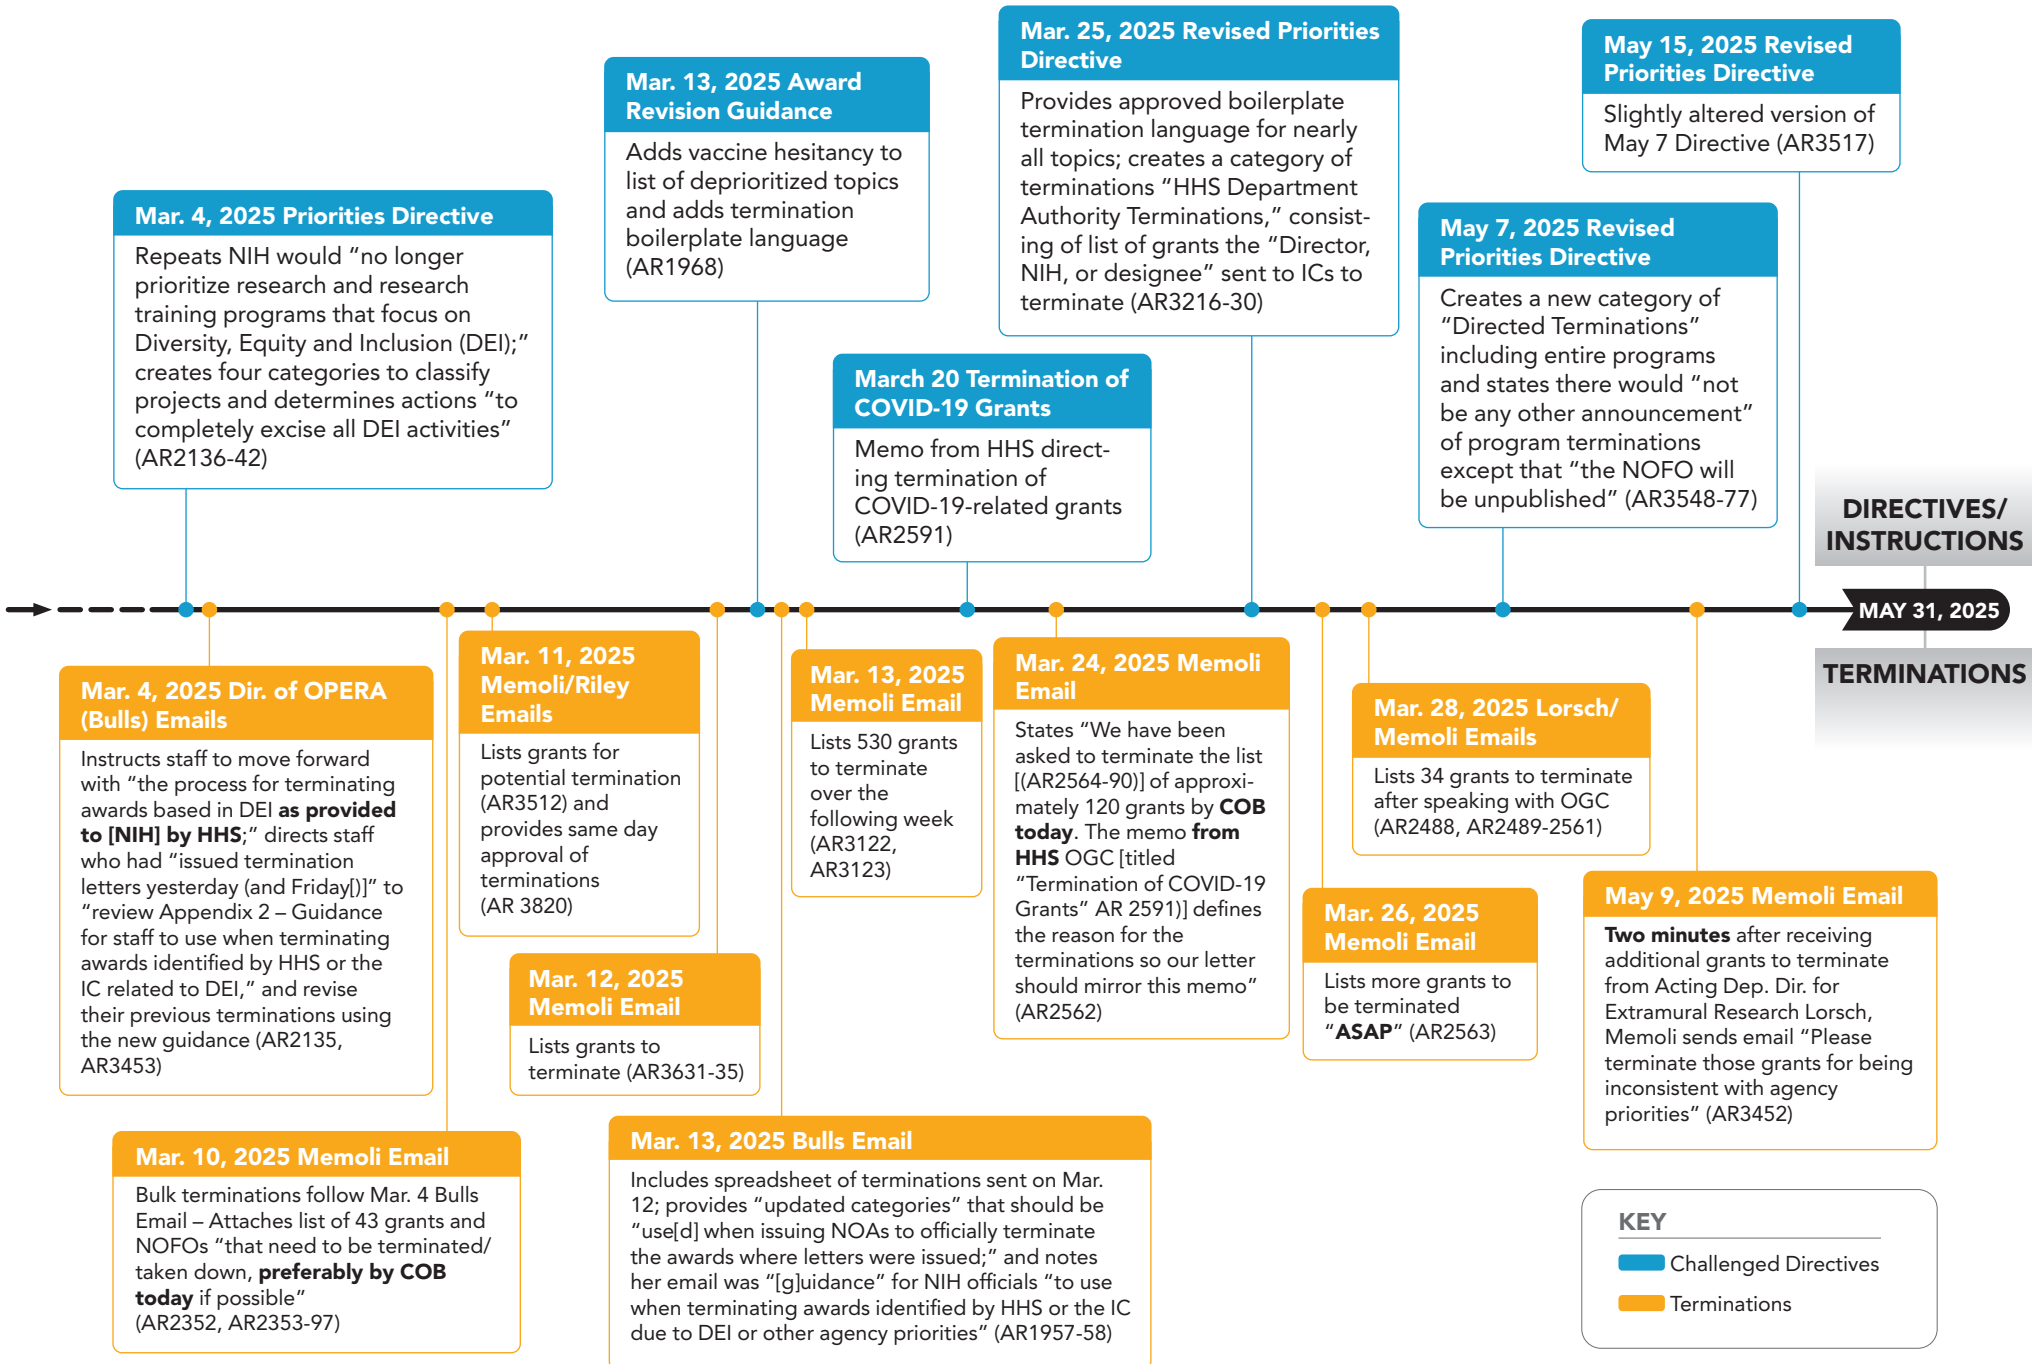 Mar. 4, 2025 Priorities Directive
Repeats NIH would “no longer
prioritize research and research
training programs that focus on
Diversity, Equity and Inclusion (DEI);”
creates four categories to classify
projects and determines actions “to
completely excise all DEI activities”
(AR2136-42)
Mar. 13, 2025 Award
Revision Guidance
Adds vaccine hesitancy to
list of deprioritized topics
and adds termination
boilerplate language
(AR1968)
March 20 Termination of
COVID-19 Grants
Memo from HHS direct-
ing termination of
COVID-19-related grants
(AR2591)
Mar. 25, 2025 Revised Priorities
Directive
Provides approved boilerplate
termination language for nearly
all topics; creates a category of
terminations “HHS Department
Authority Terminations,” consist-
ing of list of grants the “Director,
NIH, or designee” sent to ICs to
terminate (AR3216-30)
May 7, 2025 Revised
Priorities Directive
Creates a new category of
“Directed Terminations”
including entire programs
and states there would “not
be any other announcement”
of program terminations
except that “the NOFO will
be unpublished” (AR3548-77)
May 15, 2025 Revised
Priorities Directive
Slightly altered version of
May 7 Directive (AR3517)
DIRECTIVES/
INSTRUCTIONS
MAY 31, 2025
TERMINATIONS
Mar. 4, 2025 Dir. of OPERA
(Bulls) Emails
Instructs staff to move forward
with “the process for terminating
awards based in DEI as provided
to [NIH] by HHS;” directs staff
who had “issued termination
letters yesterday (and Friday[)]” to
“review Appendix 2 – Guidance
for staff to use when terminating
awards identified by HHS or the
IC related to DEI,” and revise
their previous terminations using
the new guidance (AR2135,
AR3453)
Mar. 10, 2025 Memoli Email
Bulk terminations follow Mar. 4 Bulls
Email – Attaches list of 43 grants and
NOFOs “that need to be terminated/
taken down, preferably by COB
today if possible”
(AR2352, AR2353-97)
Mar. 11, 2025
Memoli/Riley
Emails
Lists grants for
potential termination
(AR3512) and
provides same day
approval of
terminations
(AR 3820)
Mar. 12, 2025
Memoli Email
Lists grants to
terminate (AR3631-35)
Mar. 13, 2025 Bulls Email
Includes spreadsheet of terminations sent on Mar.
12; provides “updated categories” that should be
“use[d] when issuing NOAs to officially terminate
the awards where letters were issued;” and notes
her email was “[g]uidance” for NIH officials “to use
when terminating awards identified by HHS or the IC
due to DEI or other agency priorities” (AR1957-58)
Mar. 13, 2025
Memoli Email
Lists 530 grants
to terminate
over the
following week
(AR3122,
AR3123)
Mar. 24, 2025 Memoli
Email
States “We have been
asked to terminate the list
[(AR2564-90)] of approxi-
mately 120 grants by COB
today. The memo from
HHS OGC [titled
“Termination of COVID-19
Grants” AR 2591)] defines
the reason for the
terminations so our letter
should mirror this memo”
(AR2562)
Mar. 26, 2025
Memoli Email
Lists more grants to
be terminated
“ASAP” (AR2563)
Mar. 28, 2025 Lorsch/
Memoli Emails
Lists 34 grants to terminate
after speaking with OGC
(AR2488, AR2489-2561)
May 9, 2025 Memoli Email
Two minutes after receiving
additional grants to terminate
from Acting Dep. Dir. for
Extramural Research Lorsch,
Memoli sends email “Please
terminate those grants for being
inconsistent with agency
priorities” (AR3452)
KEY
Challenged Directives
Terminations